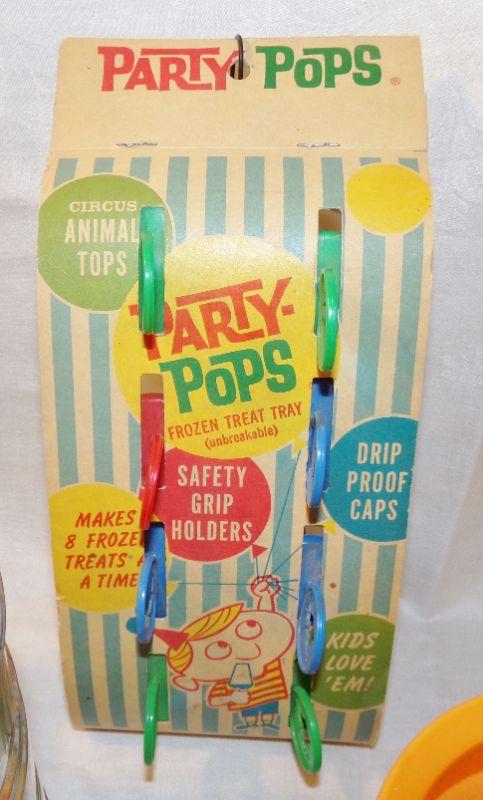 PARTY POPS ®
CIRCUS
ANIMAL
TOPS
PARTY-
POPS
FROZEN TREAT TRAY
(unbreakable)
SAFETY
GRIP
HOLDERS
DRIP
PROOF
CAPS
MAKES
8 FROZEN
TREATS A
A TIME
KIDS
LOVE
'EM!